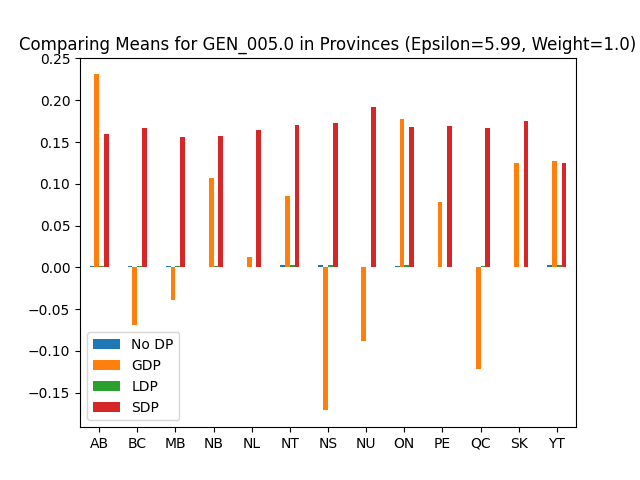 Comparing Means for GEN_005.0 in Provinces (Epsilon=5.99, Weight=1.0)
0.25
0.20
0.15
0.10
0.05
0.00
−0.05
−0.10
−0.15
No DP
GDP
LDP
SDP
AB BC MB NB NL NT NS NU ON PE QC SK YT